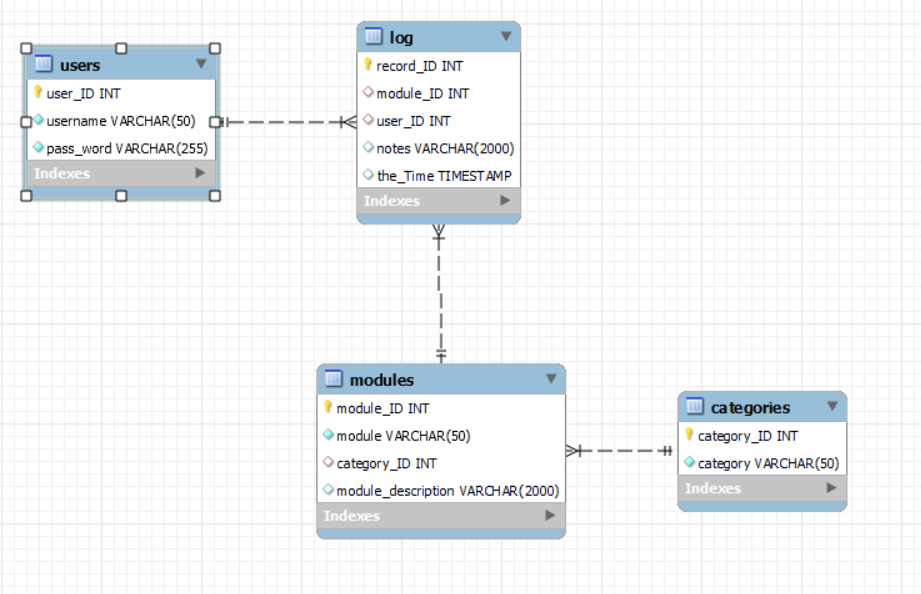 users
user_ID INT
username VARCHAR(50)
pass_word VARCHAR(255)
Indexes
log
record_ID INT
module_ID INT
user_ID INT
notes VARCHAR(2000)
the_Time TIMESTAMP
Indexes
modules
module_ID INT
module VARCHAR(50)
category_ID INT
module_description VARCHAR(2000)
Indexes
categories
category_ID INT
category VARCHAR(50)
Indexes